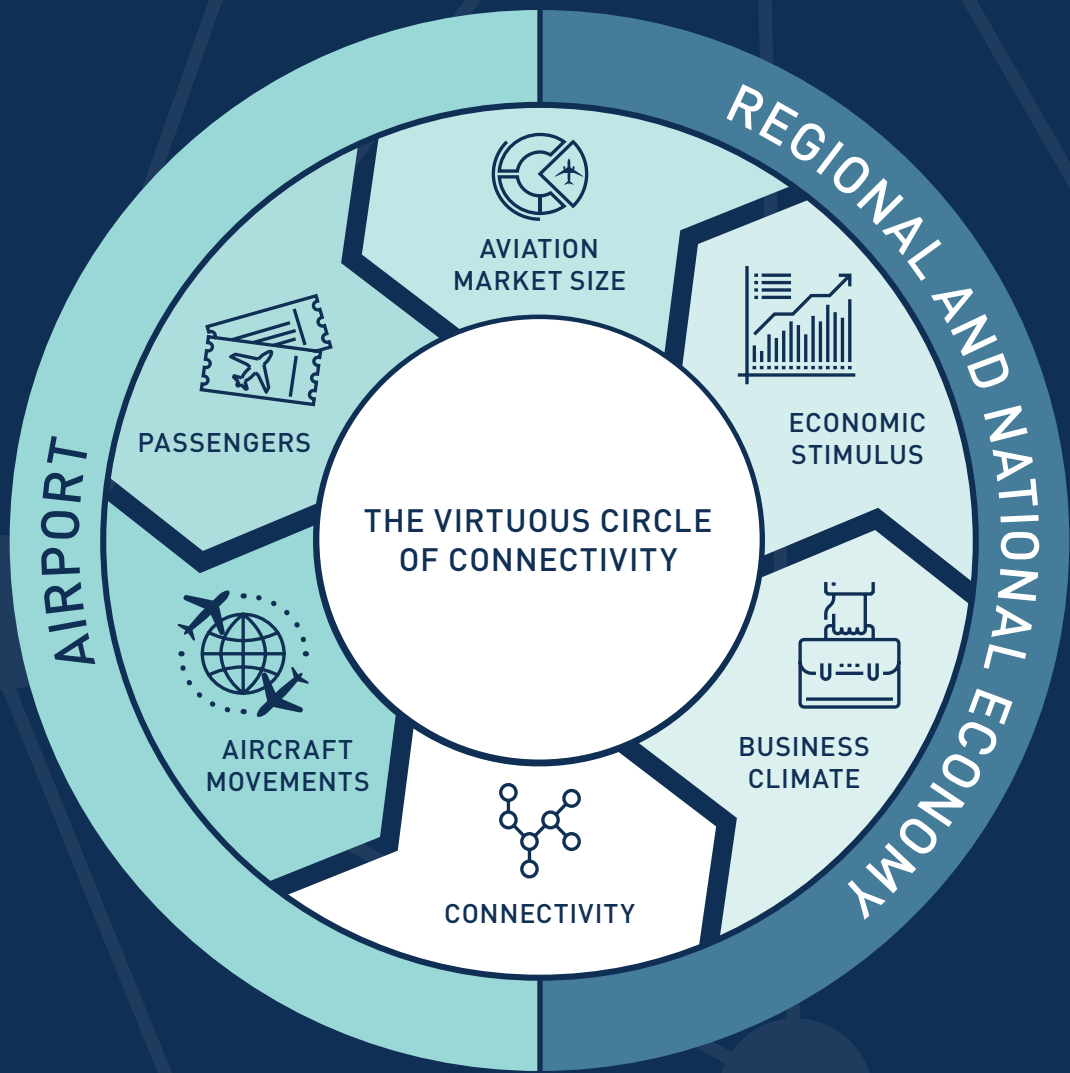 REGIONAL AND NATIONAL ECONOMY
AIRPORT
AVIATION
MARKET SIZE
ECONOMIC
STIMULUS
BUSINESS
CLIMATE
CONNECTIVITY
AIRCRAFT
MOVEMENTS
PASSENGERS
THE VIRTUOUS CIRCLE
OF CONNECTIVITY